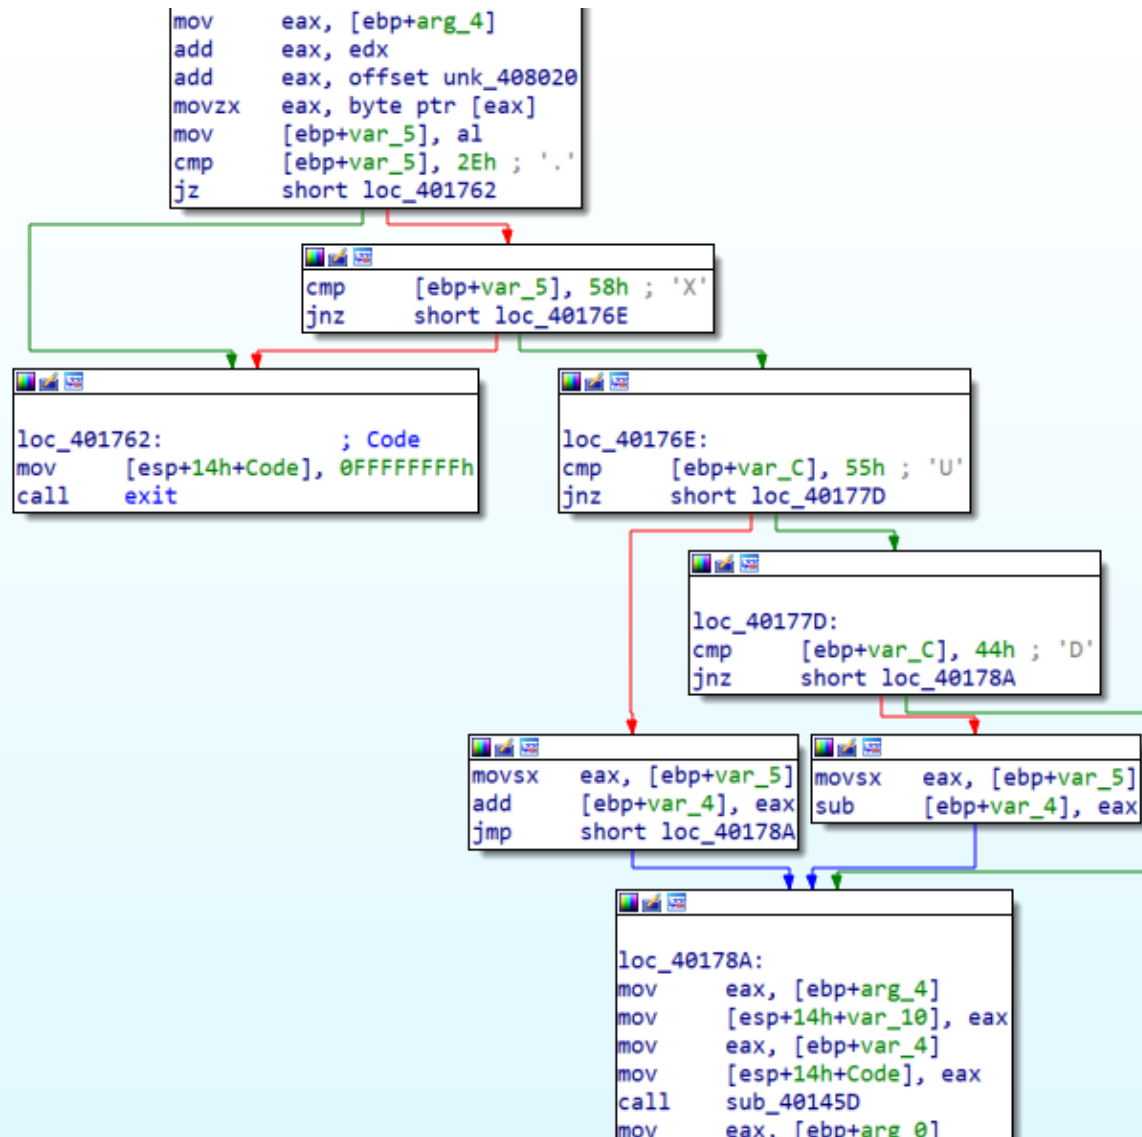 mov eax, [ebp+arg_4]
add eax, edx
add eax, offset unk_408020
movzx eax, byte ptr [eax]
mov [ebp+var_5], al
cmp [ebp+var_5], 2Eh ; '.'
jz short loc_401762
cmp [ebp+var_5], 58h ; 'X'
jnz short loc_40176E
loc_401762: ; Code
mov [esp+14h+Code], 0FFFFFFFFh
call exit
loc_40176E:
cmp [ebp+var_C], 55h ; 'U'
jnz short loc_40177D
loc_40177D:
cmp [ebp+var_C], 44h ; 'D'
jnz short loc_40178A
movsx eax, [ebp+var_5]
add [ebp+var_4], eax
jmp short loc_40178A
movsx eax, [ebp+var_5]
sub [ebp+var_4], eax
loc_40178A:
mov eax, [ebp+arg_4]
mov [esp+14h+var_10], eax
mov eax, [ebp+var_4]
mov [esp+14h+Code], eax
call sub_40145D
mov eax, [ebp+arg_0]